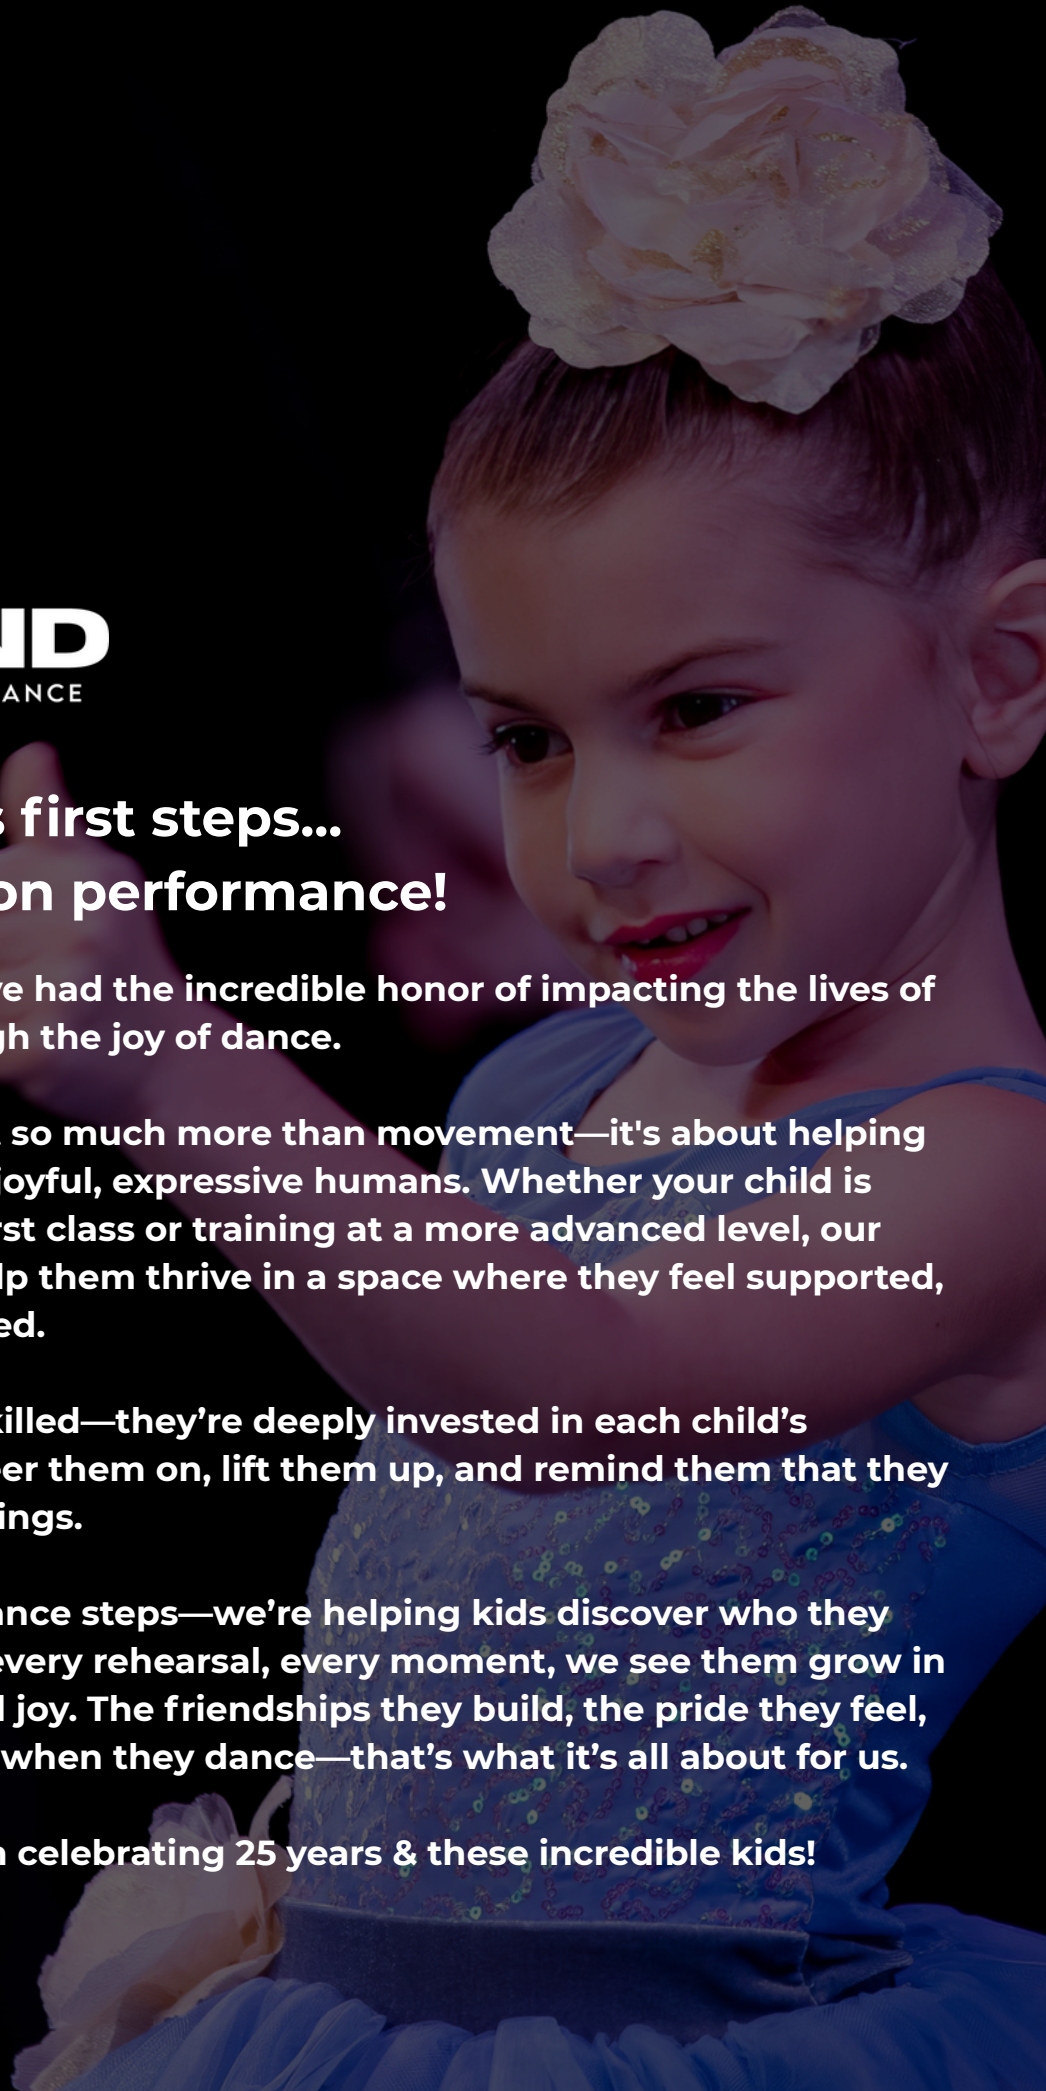 ND
ANCE
first steps...
on performance!
had the incredible honor of impacting the lives of
the joy of dance.
so much more than movement—it's about helping
joyful, expressive humans. Whether your child is
class or training at a more advanced level, our
them thrive in a space where they feel supported,
ed.
killed—they’re deeply invested in each child’s
them on, lift them up, and remind them that they
ings.
ance steps—we’re helping kids discover who they
every rehearsal, every moment, we see them grow in
joy. The friendships they build, the pride they feel,
when they dance—that’s what it’s all about for us.
celebrating 25 years & these incredible kids!